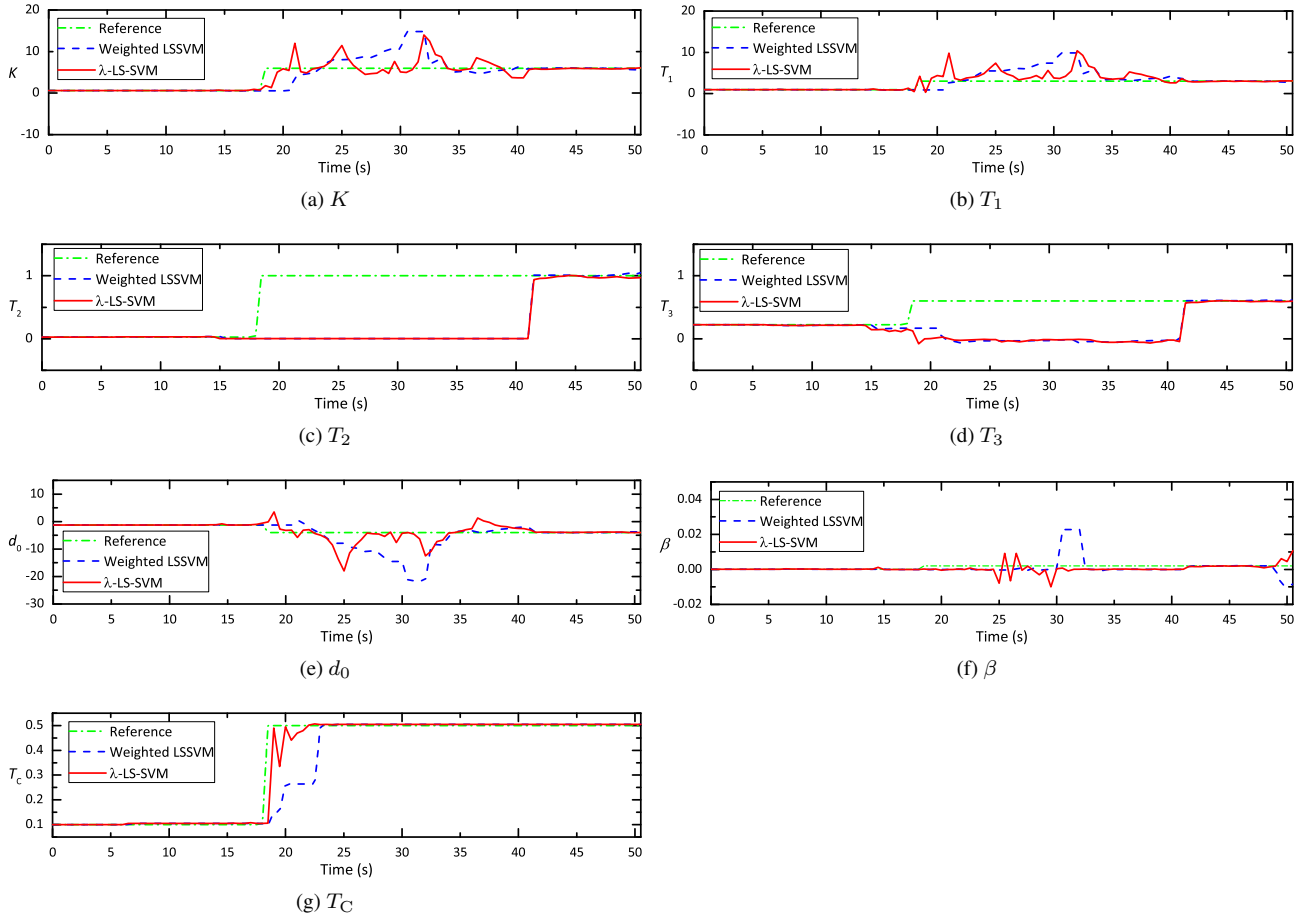 20
10
0
-10
K
Reference
Weighted LSSVM
λ-LS-SVM
0 5 10 15 20 25 30 35 40 45 50
Time (s)
(a) K
20
10
0
-10
T1
Reference
Weighted LSSVM
λ-LS-SVM
0 5 10 15 20 25 30 35 40 45 50
Time (s)
(b) T1
1
0
T2
Reference
Weighted LSSVM
λ-LS-SVM
0 5 10 15 20 25 30 35 40 45 50
Time (s)
(c) T2
1
0
T3
Reference
Weighted LSSVM
λ-LS-SVM
0 5 10 15 20 25 30 35 40 45 50
Time (s)
(d) T3
10
0
-10
-20
-30
d0
Reference
Weighted LSSVM
λ-LS-SVM
0 5 10 15 20 25 30 35 40 45 50
Time (s)
(e) d0
0.04
0.02
0.00
-0.02
β
Reference
Weighted LSSVM
λ-LS-SVM
0 5 10 15 20 25 30 35 40 45 50
Time (s)
(f) β
0.5
0.4
0.3
0.2
0.1
TC
Reference
Weighted LSSVM
λ-LS-SVM
0 5 10 15 20 25 30 35 40 45 50
Time (s)
(g) TC